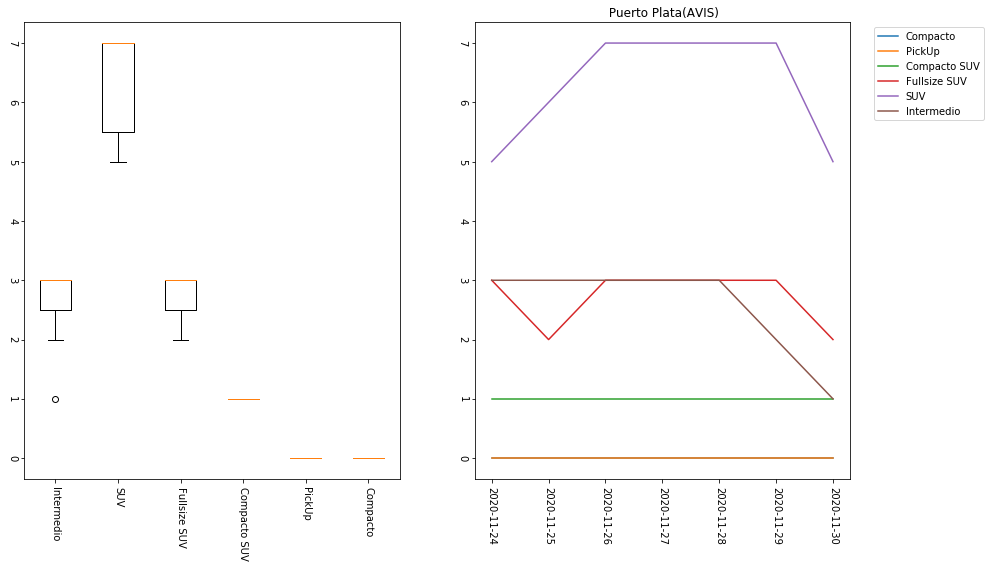 7
6
5
4
3
2
1
0
Intermedio
SUV
Fullsize SUV
Compacto SUV
PickUp
Compacto
Puerto Plata(AVIS)
7
6
5
4
3
2
1
0
2020-11-24
2020-11-25
2020-11-26
2020-11-27
2020-11-28
2020-11-29
2020-11-30
Compacto
PickUp
Compacto SUV
Fullsize SUV
SUV
Intermedio